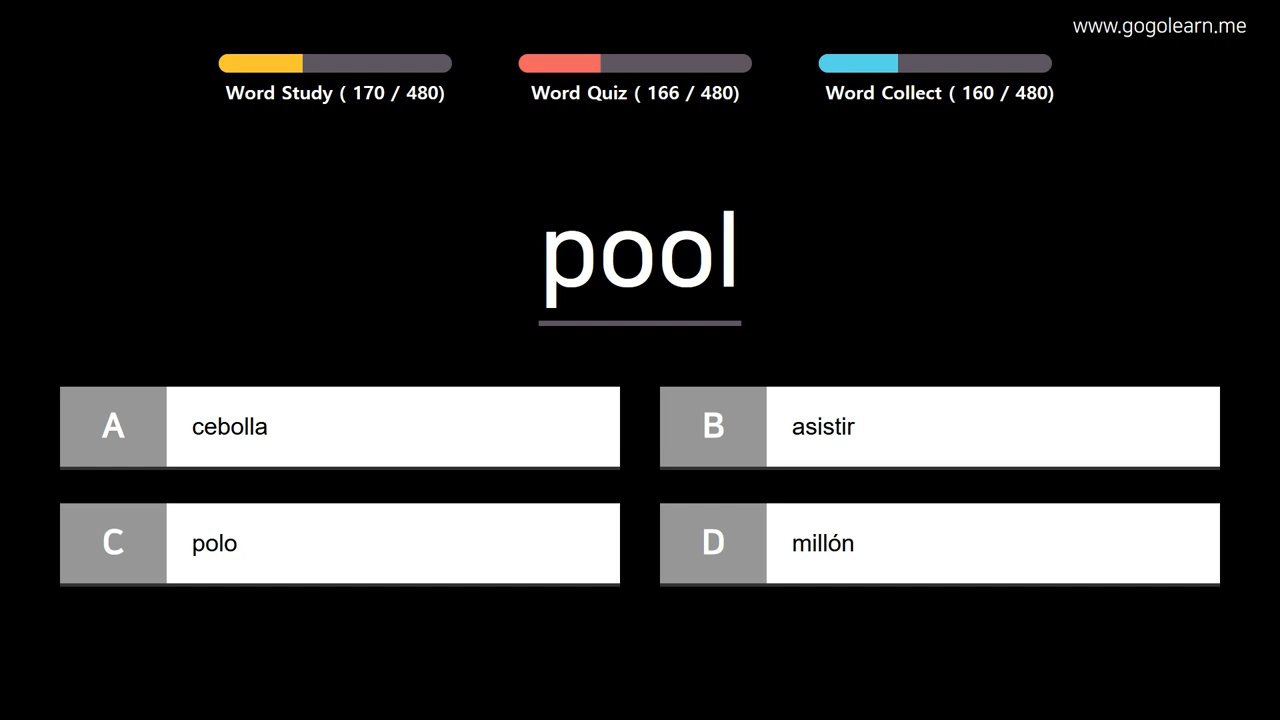 www.gogolearn.me
Word Study ( 170 / 480)
Word Quiz ( 166 / 480)
Word Collect ( 160 / 480)
pool
A cebolla
B asistir
C polo
D millón